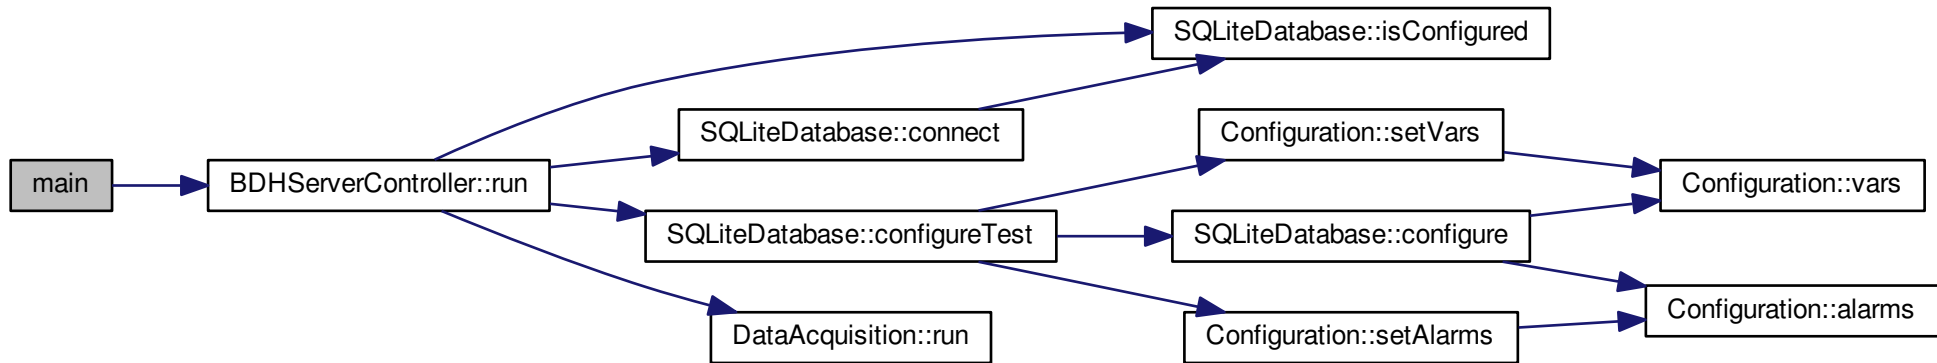 main
BDHServerController::run
SQLiteDatabase::isConfigured
SQLiteDatabase::connect
SQLiteDatabase::configureTest
DataAcquisition::run
Configuration::setVars
SQLiteDatabase::configure
Configuration::setAlarms
Configuration::vars
Configuration::alarms